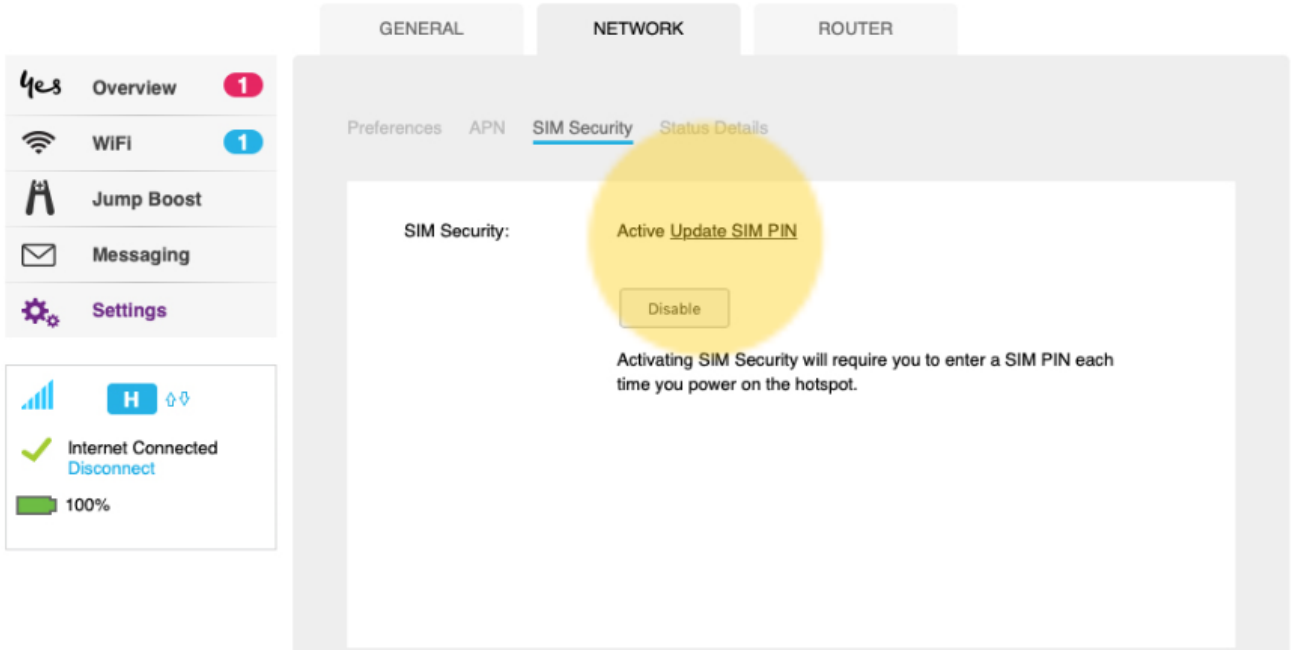 GENERAL NETWORK ROUTER
yes Overview 1
WiFi 1
Jump Boost
Messaging
Settings
Preferences APN SIM Security Status Details
SIM Security: Active Update SIM PIN
Disable
Activating SIM Security will require you to enter a SIM PIN each
time you power on the hotspot.
H
Internet Connected
Disconnect
100%